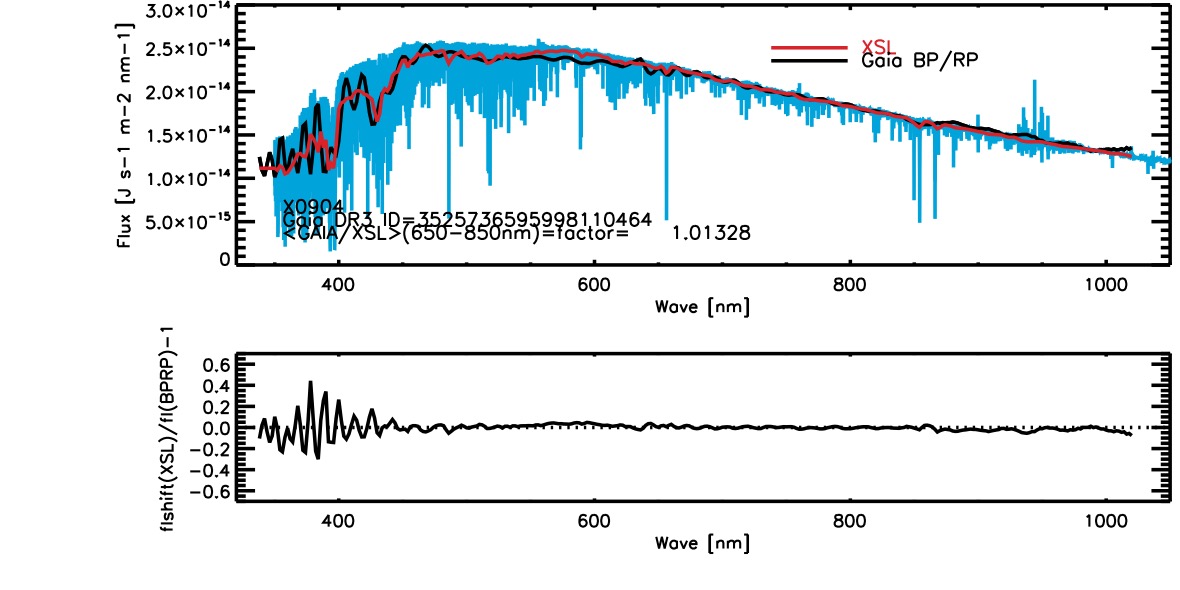 3.0×10⁻¹⁴
2.5×10⁻¹⁴
2.0×10⁻¹⁴
1.5×10⁻¹⁴
1.0×10⁻¹⁴
5.0×10⁻¹⁵
0
Flux [J s−1 m−2 nm−1]
XSL
Gaia BP/RP
X0904
Gaia DR3 ID=3525736595998110464
<GAIA/XSL>(650−850nm)=factor= 1.01328
400 600 800 1000
Wave [nm]
flshift(XSL)/fl(BPRP)−1
0.6
0.4
0.2
0.0
−0.2
−0.4
−0.6
400 600 800 1000
Wave [nm]